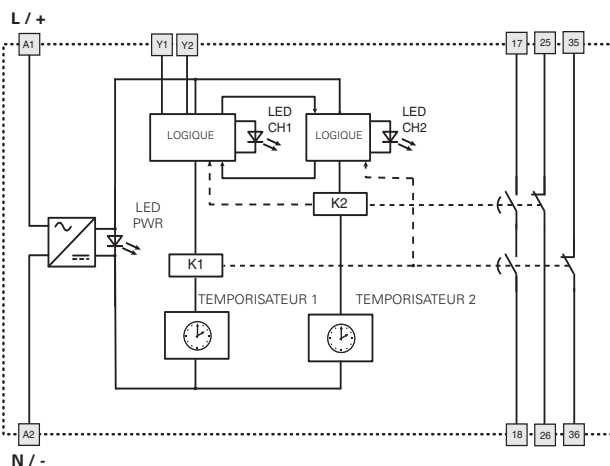 L / +
A1
Y1
Y2
17
25
35
LED
CH1
LED
CH2
LOGIQUE
LOGIQUE
K2
LED
PWR
K1
TEMPORISATEUR 1
TEMPORISATEUR 2
A2
18
26
36
N / -